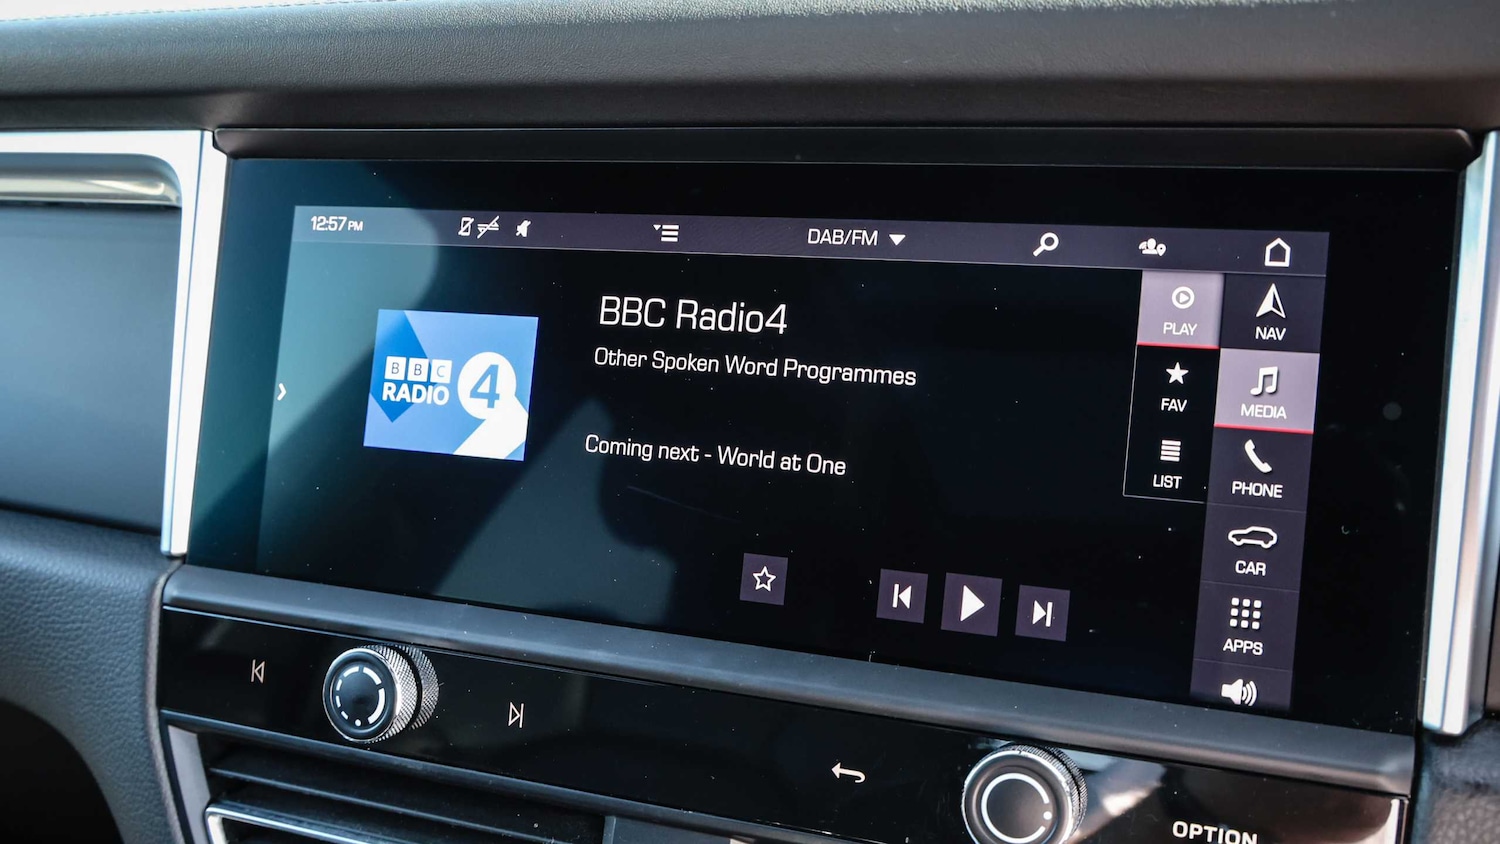 12:57 PM
DAB/FM
BBC
RADIO 4
BBC Radio4
Other Spoken Word Programmes
Coming next - World at One
PLAY
FAV
LIST
NAV
MEDIA
PHONE
CAR
APPS
OPTION